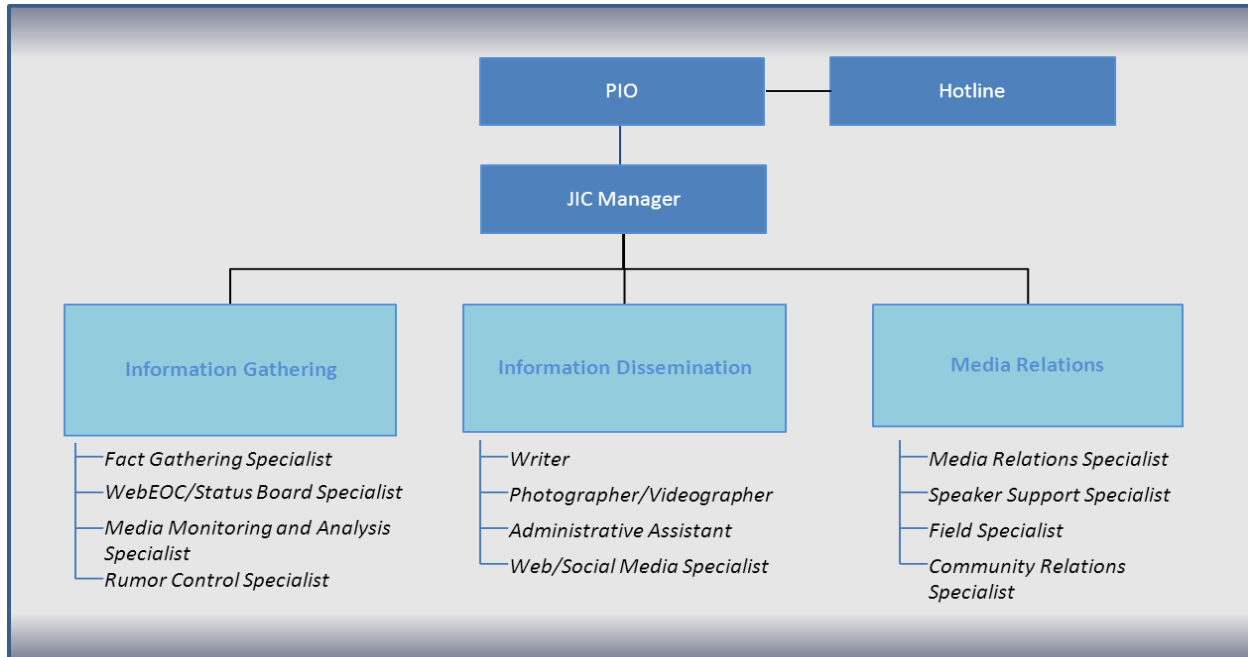 PIO
Hotline
JIC Manager
Information Gathering
Information Dissemination
Media Relations
Fact Gathering Specialist
WebEOC/Status Board Specialist
Media Monitoring and Analysis
Specialist
Rumor Control Specialist
Writer
Photographer/Videographer
Administrative Assistant
Web/Social Media Specialist
Media Relations Specialist
Speaker Support Specialist
Field Specialist
Community Relations
Specialist